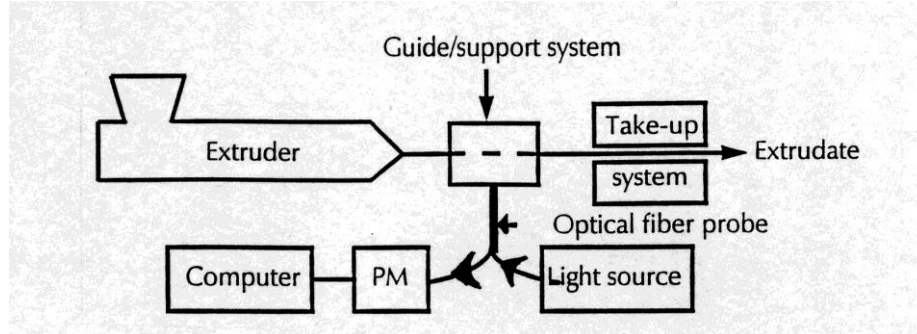 Guide/support system
Take-up
Extruder
Extrudate
system
Optical fiber probe
Computer
PM
Light source